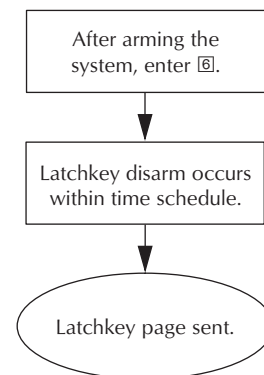 After arming the
system, enter 6.
Latchkey disarm occurs
within time schedule.
Latchkey page sent.